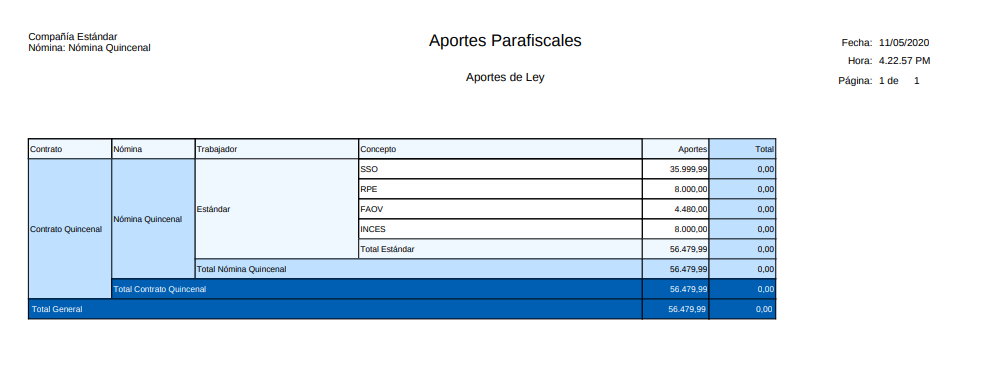 Compañía Estándar
Nómina: Nómina Quincenal
Aportes Parafiscales
Aportes de Ley
Fecha: 11/05/2020
Hora: 4.22.57 PM
Página: 1 de 1
Contrato Nómina Trabajador Concepto Aportes Total
SSO 35.999,99 0,00
RPE 8.000,00 0,00
Estándar
FAOV 4.480,00 0,00
Nómina Quincenal
Contrato Quincenal
INCES 8.000,00 0,00
Total Estándar 56.479,99 0,00
Total Nómina Quincenal 56.479,99 0,00
Total Contrato Quincenal 56.479,99 0,00
Total General 56.479,99 0,00